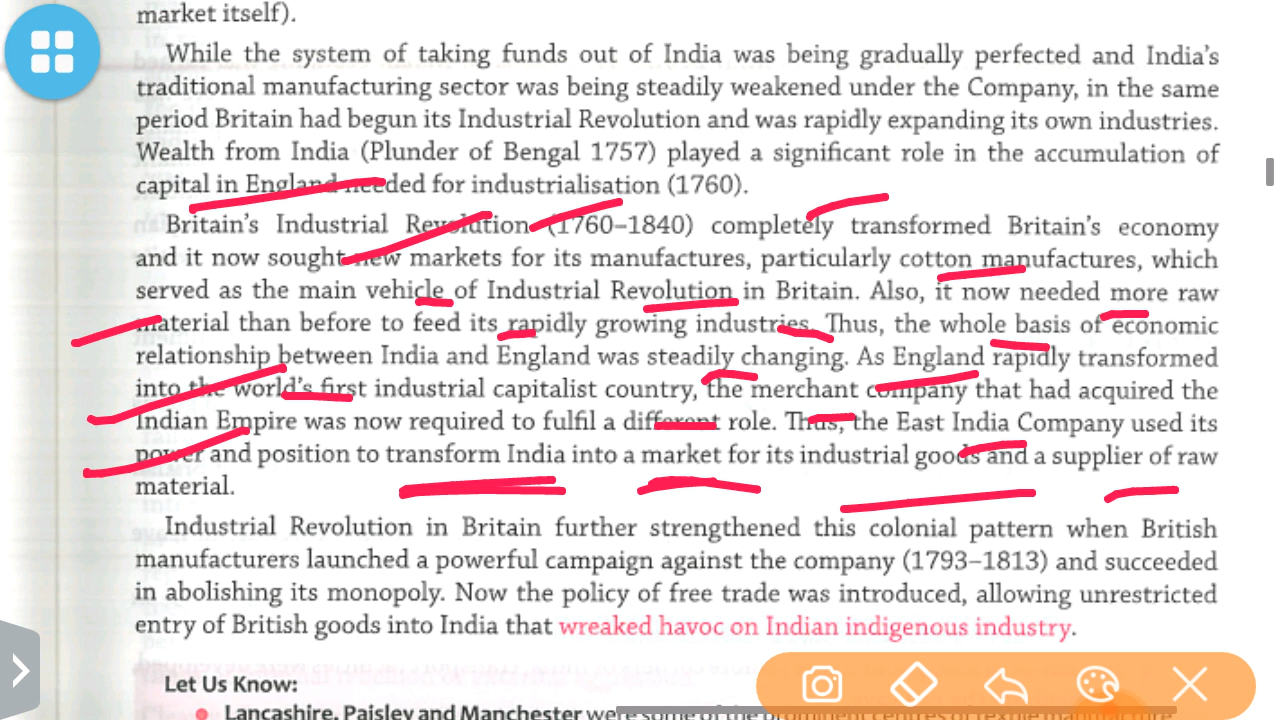 market itself).
While the system of taking funds out of India was being gradually perfected and India's
traditional manufacturing sector was being steadily weakened under the Company, in the same
period Britain had begun its Industrial Revolution and was rapidly expanding its own industries.
Wealth from India (Plunder of Bengal 1757) played a significant role in the accumulation of
capital in England needed for industrialisation (1760).
Britain's Industrial Revolution (1760–1840) completely transformed Britain's economy
and it now sought new markets for its manufactures, particularly cotton manufactures, which
served as the main vehicle of Industrial Revolution in Britain. Also, it now needed more raw
material than before to feed its rapidly growing industries. Thus, the whole basis of economic
relationship between India and England was steadily changing. As England rapidly transformed
into the world's first industrial capitalist country, the merchant company that had acquired the
Indian Empire was now required to fulfil a different role. Thus, the East India Company used its
power and position to transform India into a market for its industrial goods and a supplier of raw
material.
Industrial Revolution in Britain further strengthened this colonial pattern when British
manufacturers launched a powerful campaign against the company (1793–1813) and succeeded
in abolishing its monopoly. Now the policy of free trade was introduced, allowing unrestricted
entry of British goods into India that wreaked havoc on Indian indigenous industry.
Let Us Know:
Lancashire, Paisley and Manchester were some of the prominent centres of textile manufacture